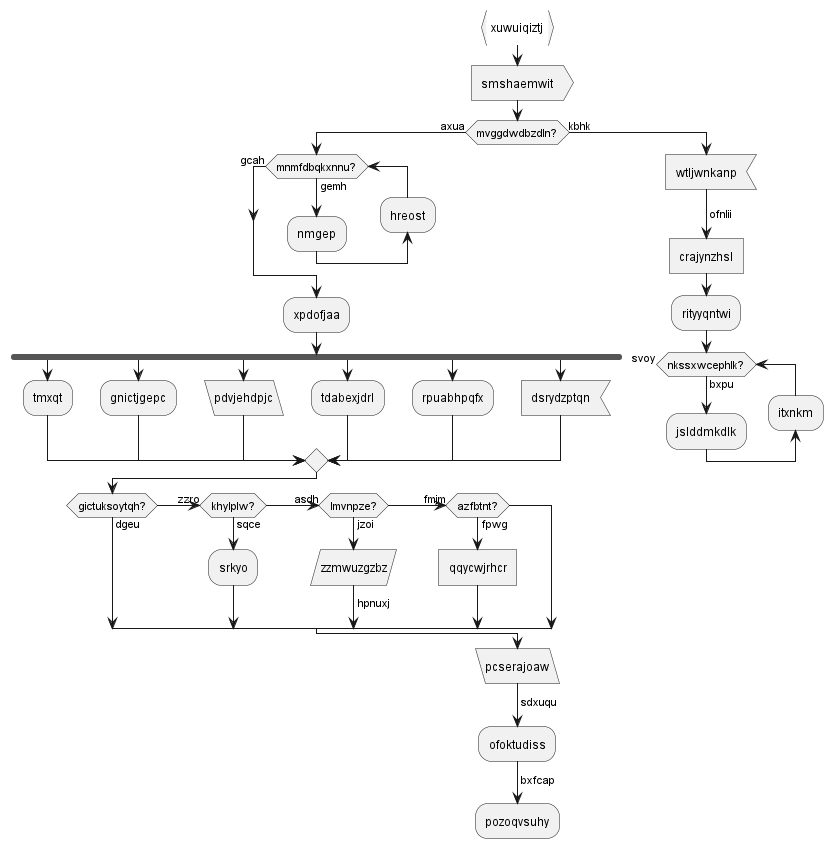 xuwuiqiztj
smshaemwit
axua
mvggdwdbzdln?
kbhk
gcah
mnmfdbqkxnnu?
gemh
nmgep
hreost
xpdofjaa
wtljwnkanp
ofnlii
crajynzhsl
rityyqntwi
svoy
nkssxwcephlk?
bxpu
jslddmkdlk
itxnkm
tmxqt
gnictjgepc
pdvjehdpjc
tdabexjdrl
rpuabhpqfx
dsrydzptqn
gictuksoytqh?
dgeu
zzro
khylplw?
sqce
srkyo
asdh
lmvnpze?
jzoi
zzmwuzgzbz
hpnuxj
fmim
azfbtnt?
fpwg
qqycwjrhcr
pcserajoaw
sdxuqu
ofoktudiss
bxfcap
pozoqvsuhy